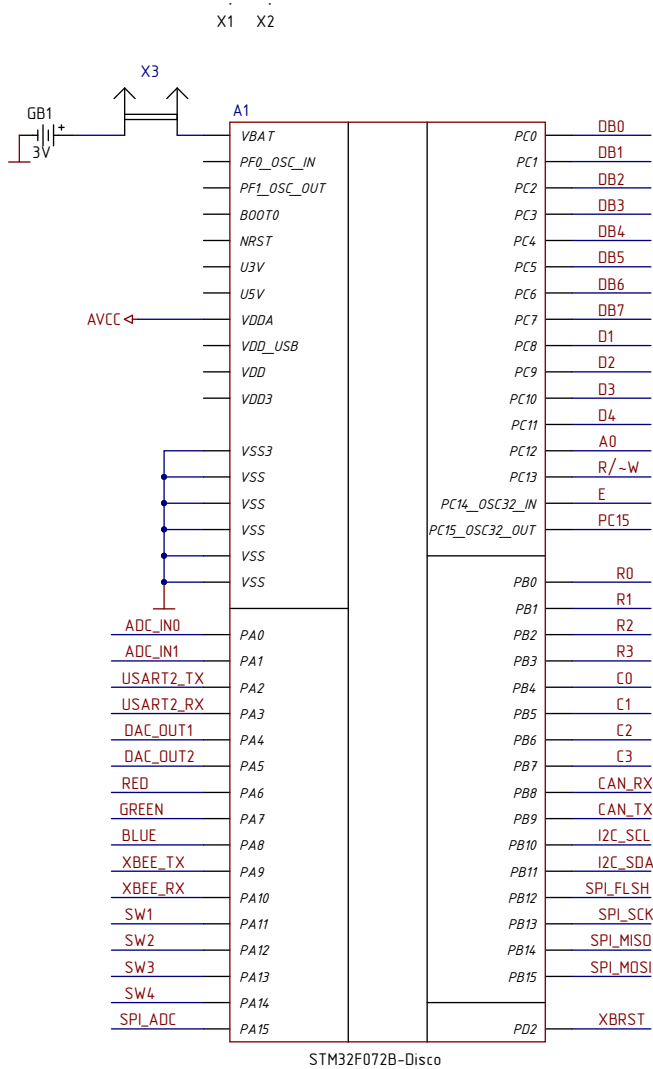 X1 X2
X3
A1
GB1
+
3V
VBAT
PF0_OSC_IN
PF1_OSC_OUT
BOOT0
NRST
U3V
U5V
AVCC VDDA
VDD_USB
VDD
VDD3
VSS3
VSS
VSS
VSS
VSS
VSS
ADC_IN0 PA0
ADC_IN1 PA1
USART2_TX PA2
USART2_RX PA3
DAC_OUT1 PA4
DAC_OUT2 PA5
RED PA6
GREEN PA7
BLUE PA8
XBEE_TX PA9
XBEE_RX PA10
SW1 PA11
SW2 PA12
SW3 PA13
SW4 PA14
SPI_ADC PA15
PC0 DB0
PC1 DB1
PC2 DB2
PC3 DB3
PC4 DB4
PC5 DB5
PC6 DB6
PC7 DB7
PC8 D1
PC9 D2
PC10 D3
PC11 D4
PC12 A0
PC13 R/~W
PC14_OSC32_IN E
PC15_OSC32_OUT PC15
PB0 R0
PB1 R1
PB2 R2
PB3 R3
PB4 C0
PB5 C1
PB6 C2
PB7 C3
PB8 CAN_RX
PB9 CAN_TX
PB10 I2C_SCL
PB11 I2C_SDA
PB12 SPI_FLSH
PB13 SPI_SCK
PB14 SPI_MISO
PB15 SPI_MOSI
PD2 XBRST
STM32F072B-Disco